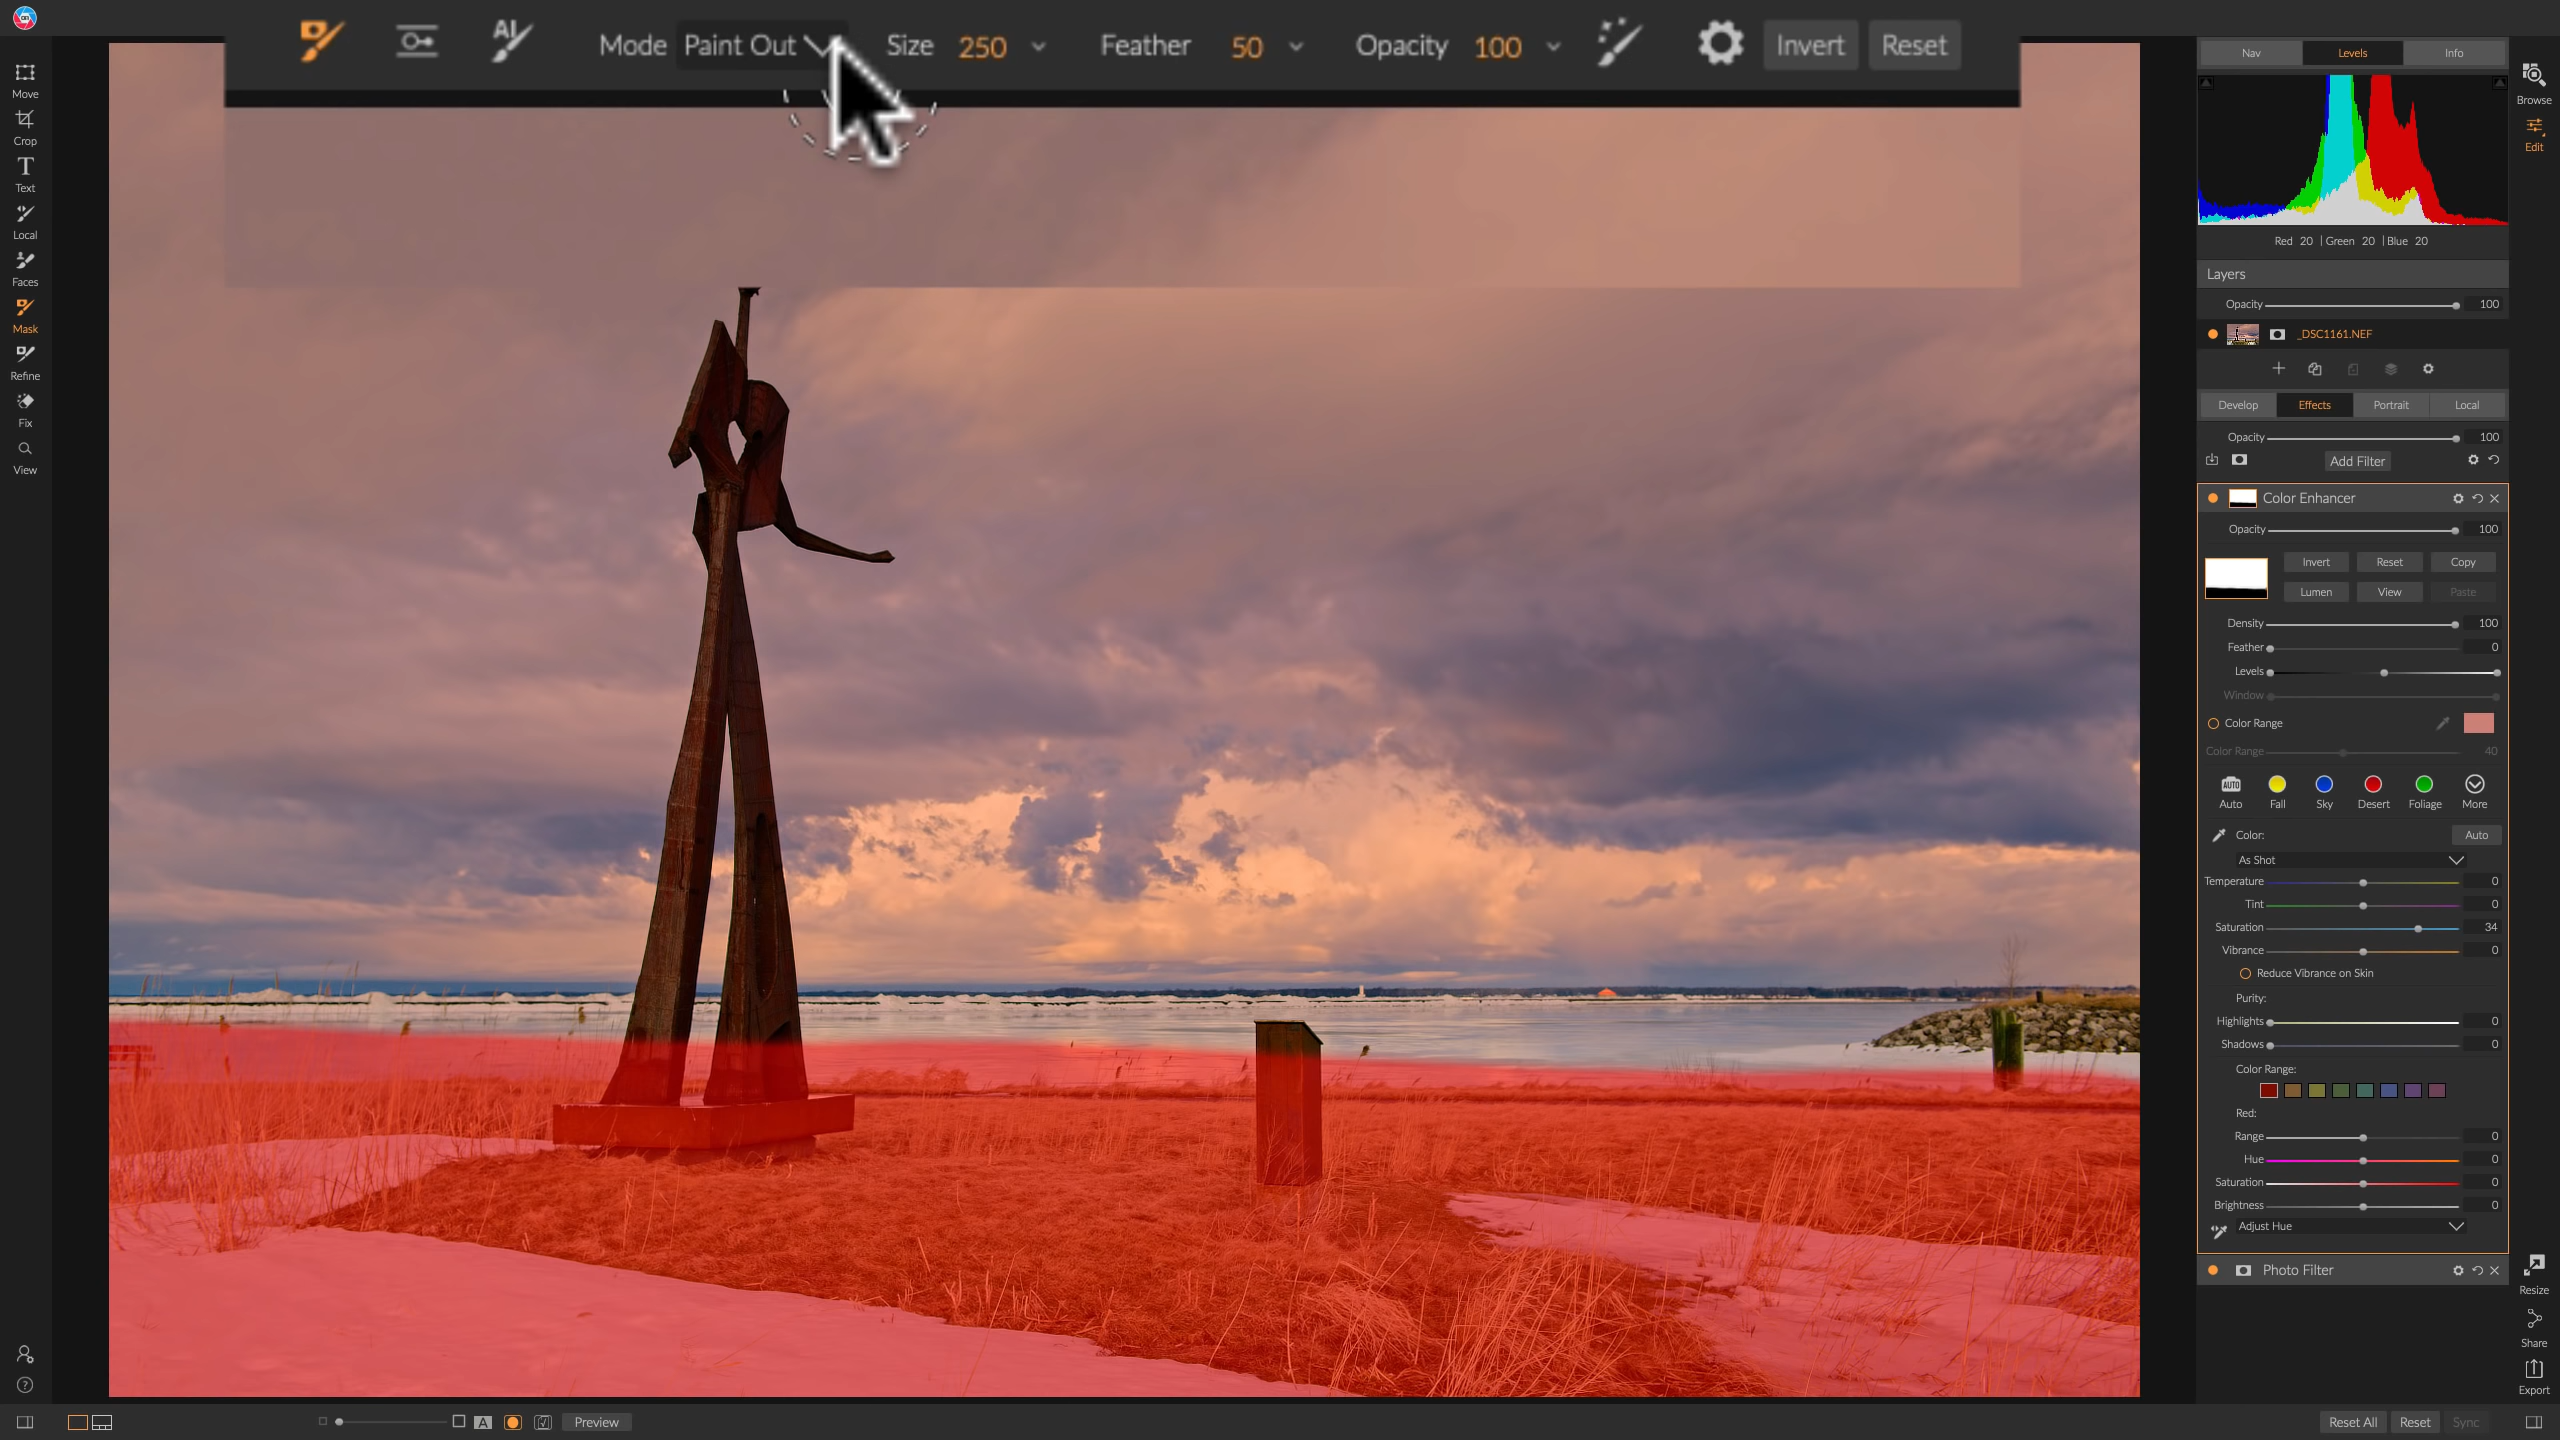 Mode Paint Out Size 250 Feather 50 Opacity 100 Invert Reset
Move
Crop
Text
Local
Faces
Mask
Refine
Fix
View
Nav Levels Info
Red 20 | Green 20 | Blue 20
Layers
Opacity 100
_DSC1161.NEF
Develop Effects Portrait Local
Opacity 100
Add Filter
Color Enhancer
Opacity 100
Invert Reset Copy
Lumen View Paste
Density 100
Feather 0
Levels
Window
Color Range
Color Range 40
AUTO
Auto Fall Sky Desert Foliage More
Color: Auto
As Shot
Temperature 0
Tint 0
Saturation 34
Vibrance 0
Reduce Vibrance on Skin
Purity:
Highlights 0
Shadows 0
Color Range:
Red:
Range 0
Hue 0
Saturation 0
Brightness 0
Adjust Hue
Photo Filter
Browse
Edit
Resize
Share
Export
A Preview
Reset All Reset Sync